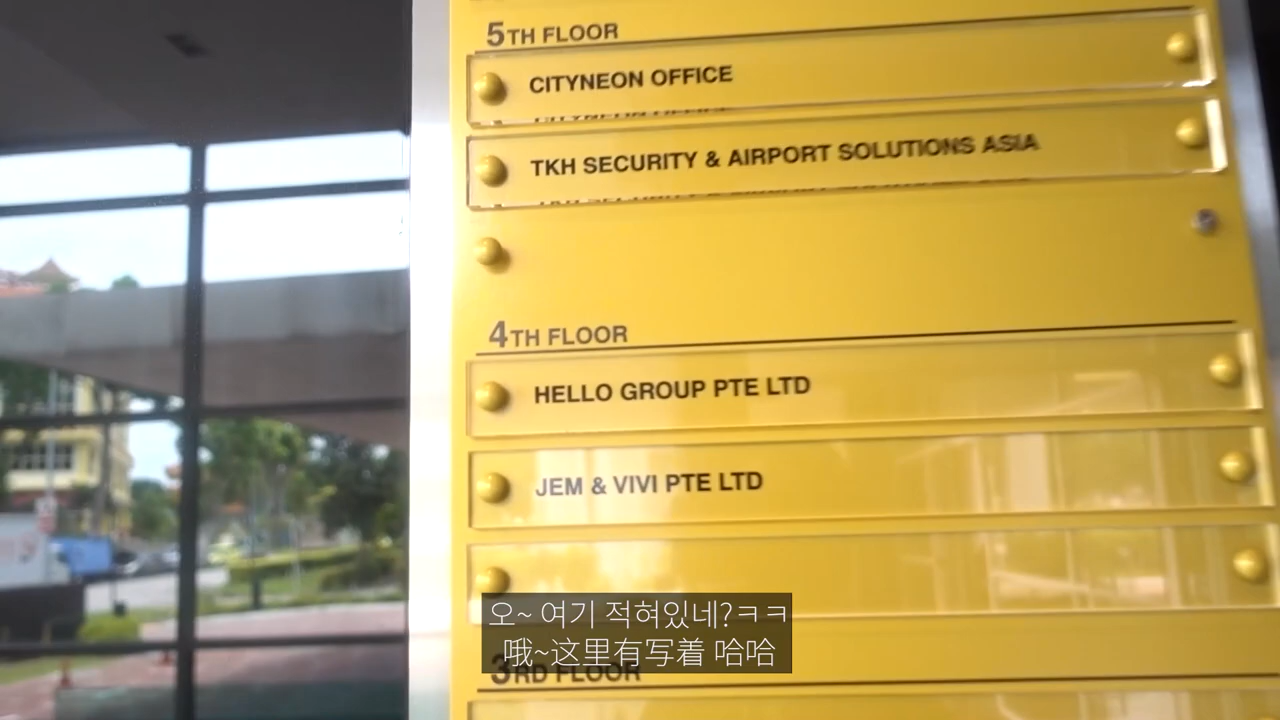 5TH FLOOR
CITYNEON OFFICE
TKH SECURITY & AIRPORT SOLUTIONS ASIA
4TH FLOOR
HELLO GROUP PTE LTD
JEM & VIVI PTE LTD
오~ 여기 적혀있네?ㅋㅋ
哦~这里有写着 哈哈
3RD FLOOR